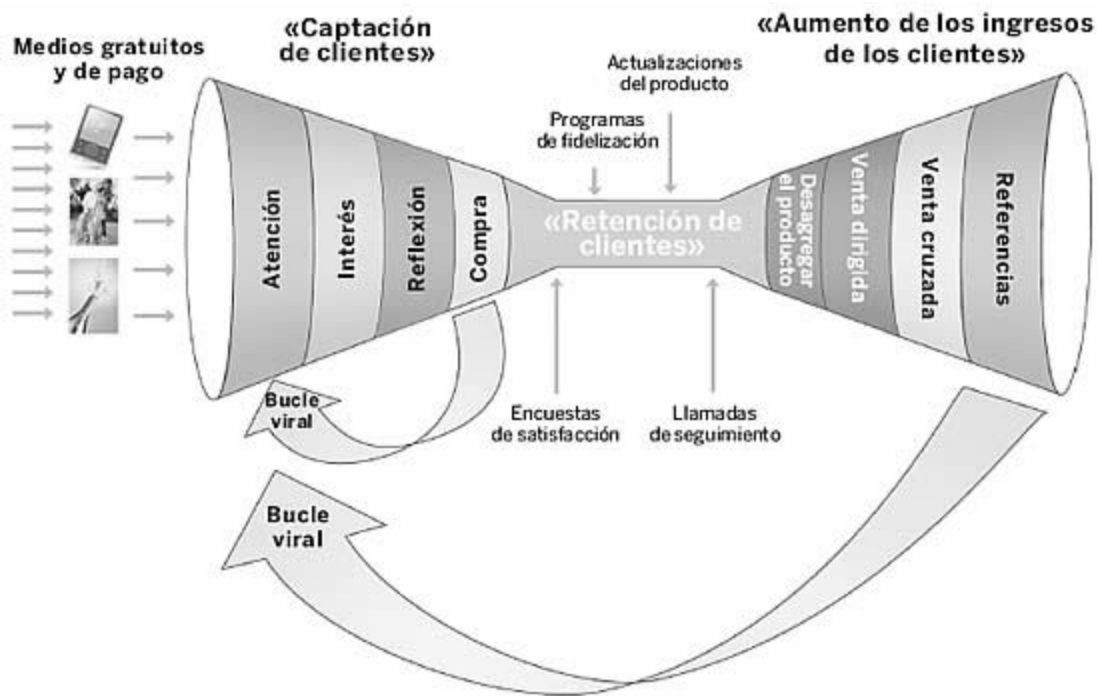 Medios gratuitos
y de pago
«Captación
de clientes»
Actualizaciones
del producto
Programas
de fidelización
«Aumento de los ingresos
de los clientes»
Atención
Interés
Reflexión
Compra
«Retención de
clientes»
Desagregar
el producto
Venta dirigida
Venta cruzada
Referencias
Encuestas
de satisfacción
Llamadas
de seguimiento
Bucle
viral
Bucle
viral